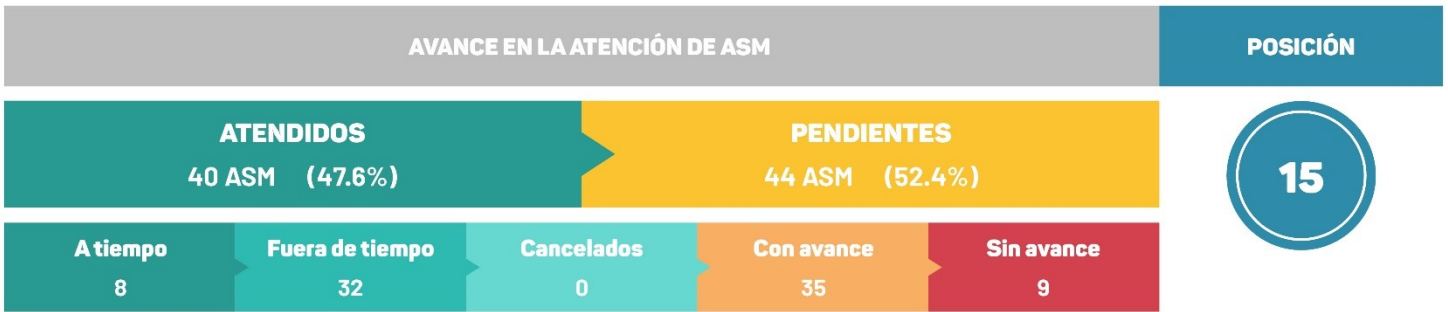 AVANCE EN LA ATENCIÓN DE ASM
POSICIÓN
ATENDIDOS
40 ASM (47.6%)
PENDIENTES
44 ASM (52.4%)
15
A tiempo
8
Fuera de tiempo
32
Cancelados
0
Con avance
35
Sin avance
9